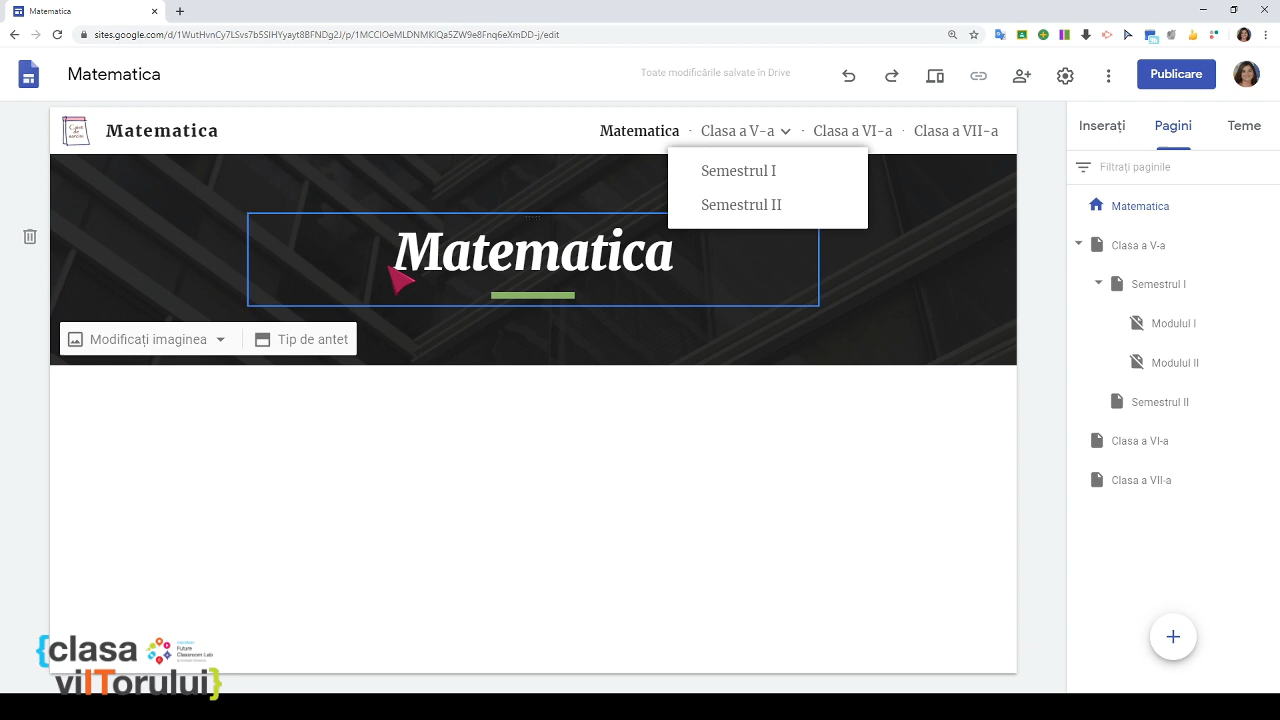 Matematica
sites.google.com/d/1WutHvnCy7LSvs7b5SlHYyayt8BFNDg2J/p/1MCClOeMLDNMKlQa5ZW9e8Fnq6eXmDD-j/edit
Matematica
Toate modificările salvate în Drive
Publicare
Matematica
Matematica · Clasa a V-a · Clasa a VI-a · Clasa a VII-a
Semestrul I
Semestrul II
Matematica
Modificați imaginea
Tip de antet
Inserați
Pagini
Teme
Filtrați paginile
Matematica
Clasa a V-a
Semestrul I
Modulul I
Modulul II
Semestrul II
Clasa a VI-a
Clasa a VII-a
{clasa
viITorului}
Future
Classroom Lab